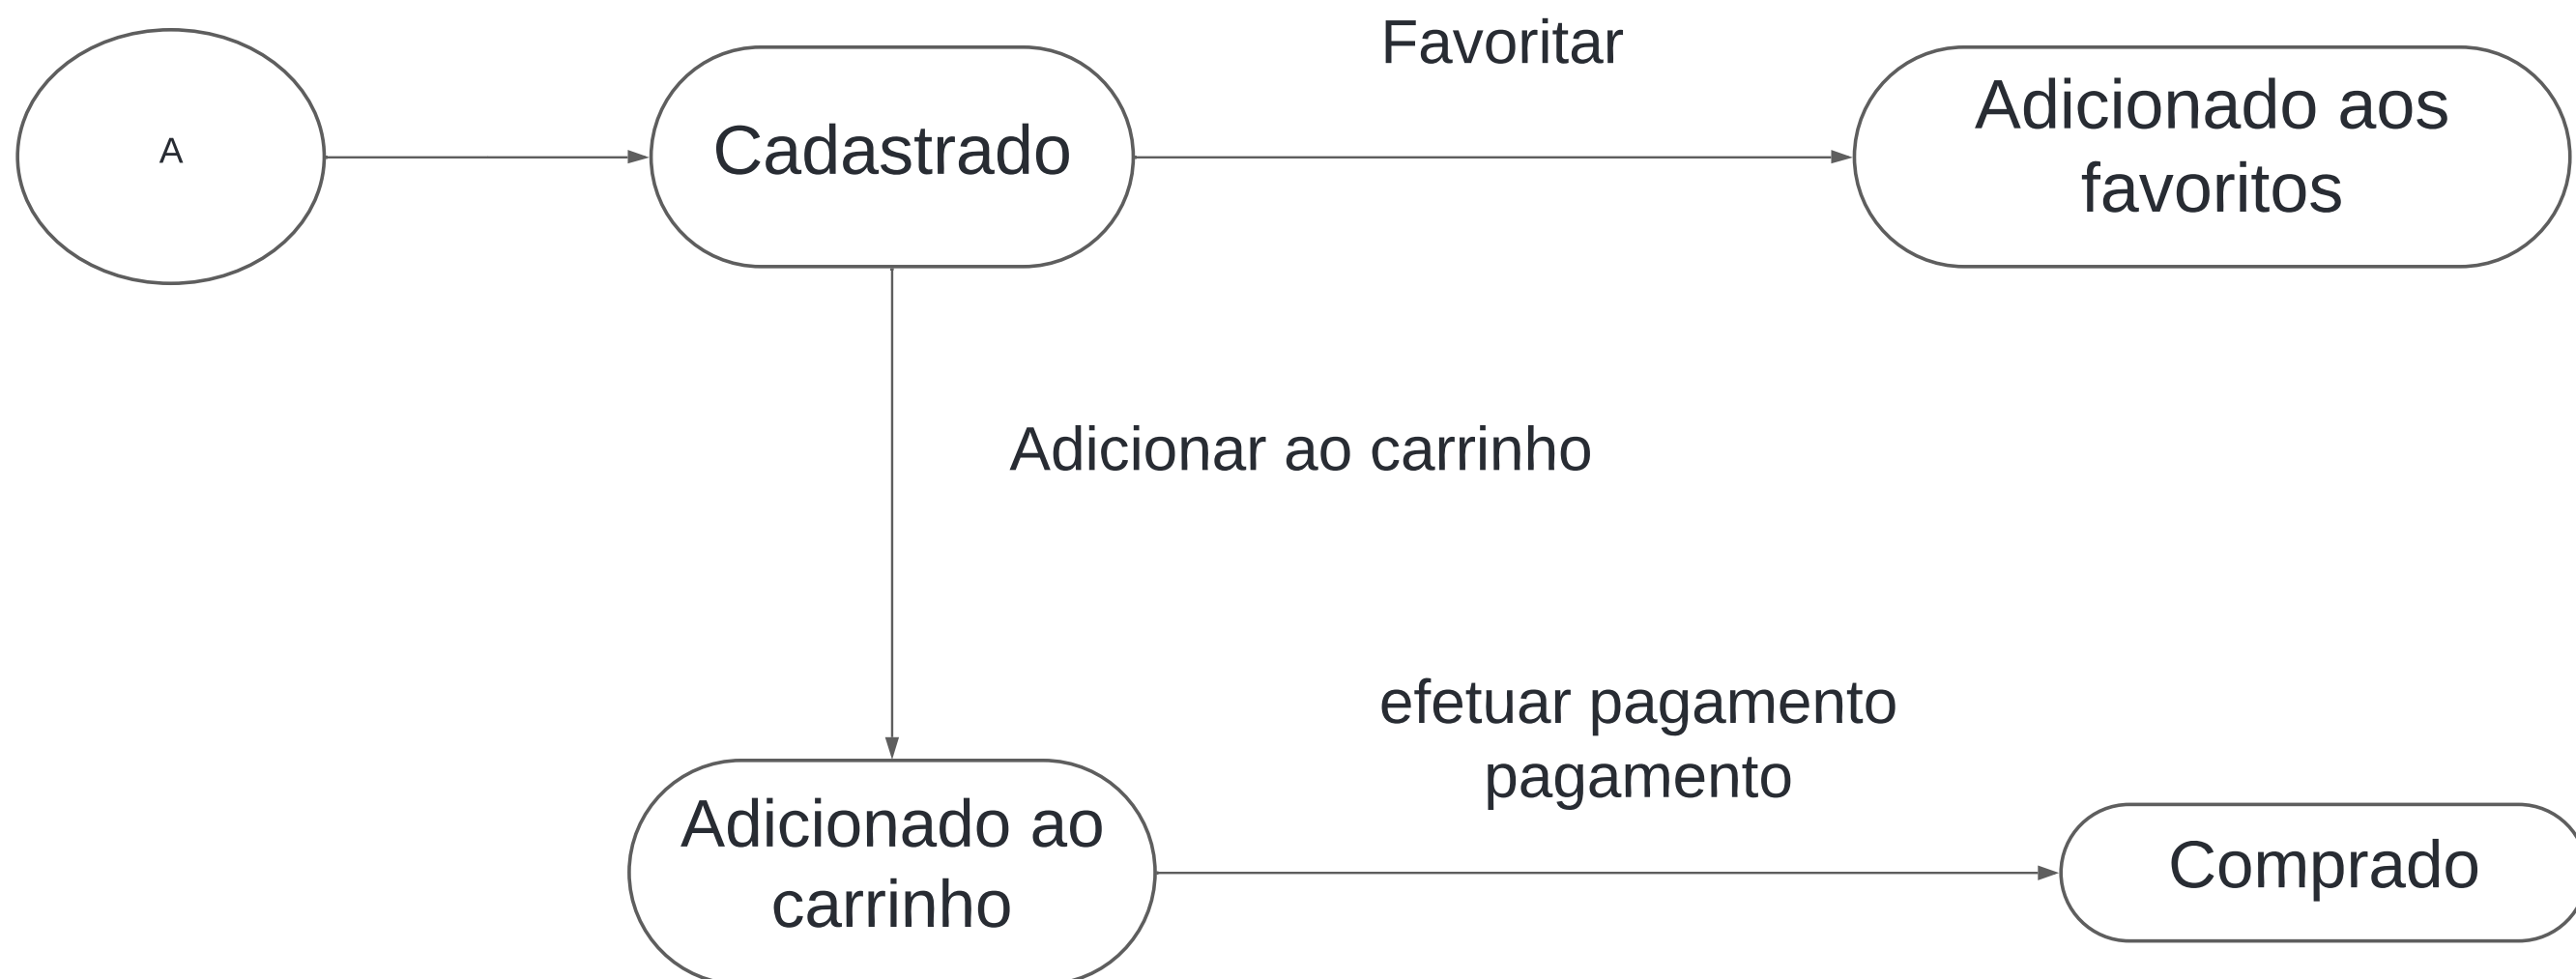 Favoritar
A
Cadastrado
Adicionado aos
favoritos
Adicionar ao carrinho
efetuar pagamento
pagamento
Adicionado ao
carrinho
Comprado